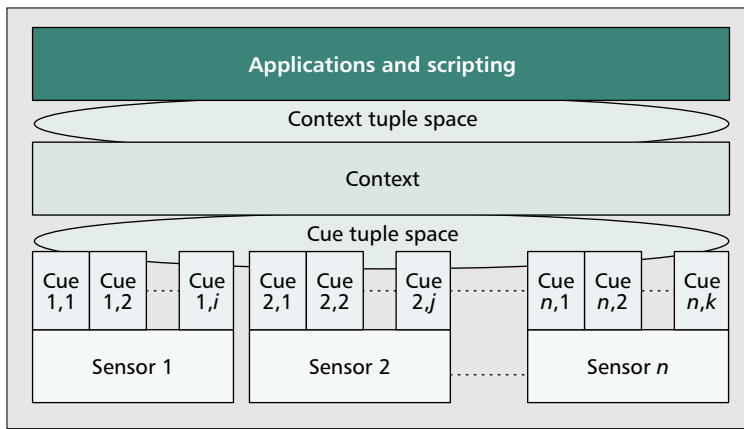 Applications and scripting
Context tuple space
Context
Cue tuple space
Cue 1,1
Cue 1,2
Cue 1,i
Cue 2,1
Cue 2,2
Cue 2,j
Cue n,1
Cue n,2
Cue n,k
Sensor 1
Sensor 2
Sensor n